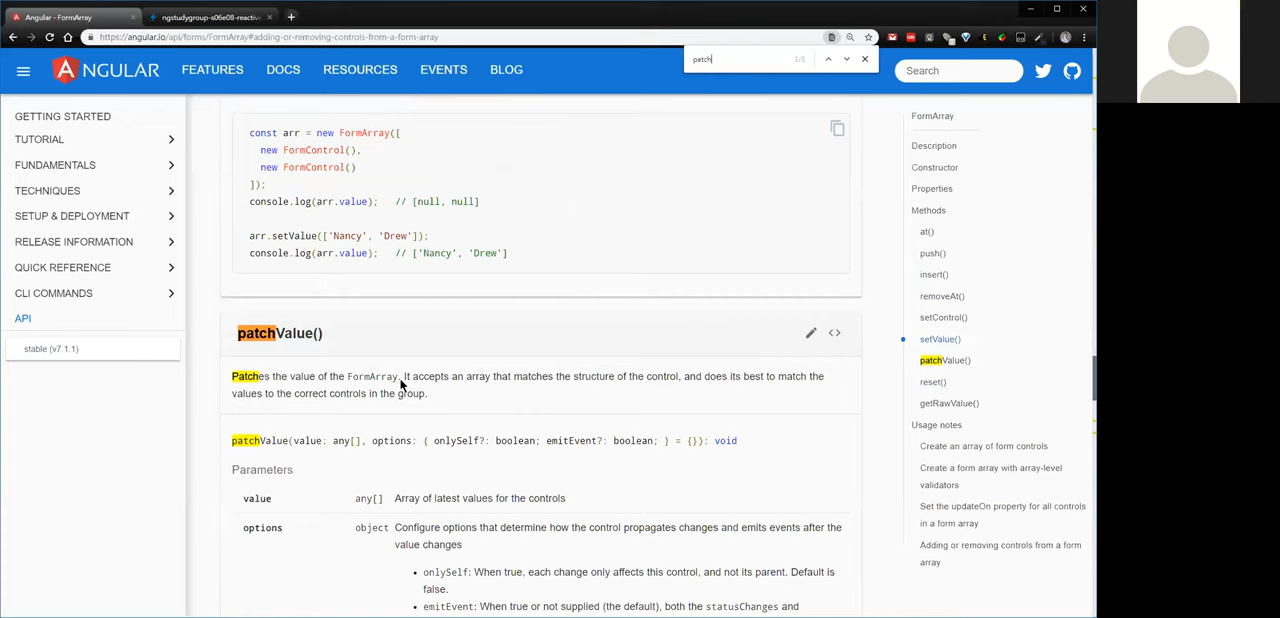 Angular - FormArray
ngstudygroup-s06e08-reactive
https://angular.io/api/forms/FormArray#adding-or-removing-controls-from-a-form-array
patch 3/8
ANGULAR FEATURES DOCS RESOURCES EVENTS BLOG Search
GETTING STARTED
TUTORIAL
FUNDAMENTALS
TECHNIQUES
SETUP & DEPLOYMENT
RELEASE INFORMATION
QUICK REFERENCE
CLI COMMANDS
API
stable (v7.1.1)
const arr = new FormArray([
new FormControl(),
new FormControl()
]);
console.log(arr.value); // [null, null]
arr.setValue(['Nancy', 'Drew']);
console.log(arr.value); // ['Nancy', 'Drew']
patchValue()
<>
Patches the value of the FormArray. It accepts an array that matches the structure of the control, and does its best to match the
values to the correct controls in the group.
patchValue(value: any[], options: { onlySelf?: boolean; emitEvent?: boolean; } = {}): void
Parameters
value any[] Array of latest values for the controls
options object Configure options that determine how the control propagates changes and emits events after the
value changes
• onlySelf: When true, each change only affects this control, and not its parent. Default is
false.
• emitEvent: When true or not supplied (the default), both the statusChanges and
FormArray
Description
Constructor
Properties
Methods
at()
push()
insert()
removeAt()
setControl()
setValue()
patchValue()
reset()
getRawValue()
Usage notes
Create an array of form controls
Create a form array with array-level
validators
Set the updateOn property for all controls
in a form array
Adding or removing controls from a form
array